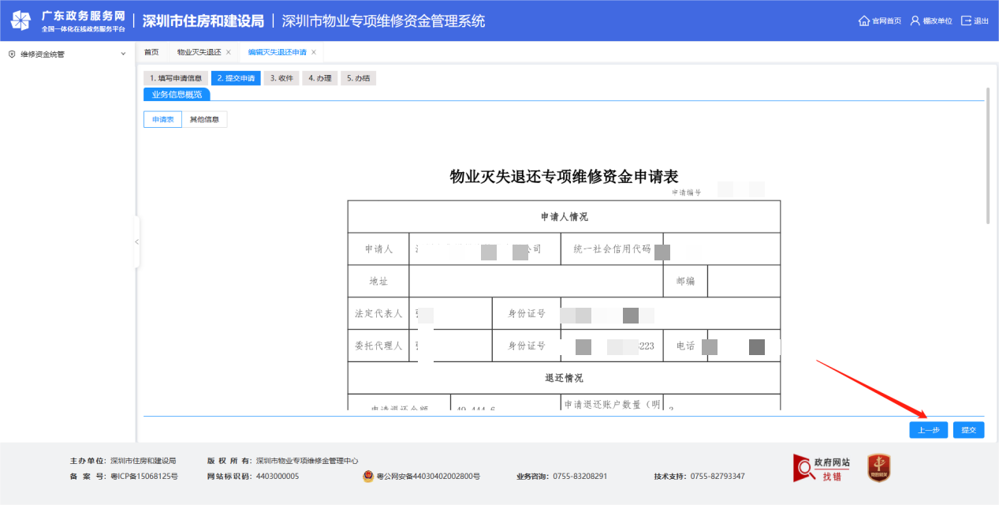 广东政务服务网
全国一体化在线政务服务平台
深圳市住房和建设局
深圳市物业专项维修资金管理系统
官网首页 棚改单位 退出
维修资金统管
首页 物业灭失退还 × 编辑灭失退还申请 ×
1. 填写申请信息 2. 提交申请 3. 收件 4. 办理 5. 办结
业务信息概览
申请表 其他信息
物业灭失退还专项维修资金申请表
申请编号
申请人情况
申请人 公司 统一社会信用代码
地址 邮编
法定代表人 身份证号
委托代理人 身份证号 223 电话
退还情况
申请退还金额 49,444.6 申请退还账户数量（明
上一步 提交
主办单位：深圳市住房和建设局 版 权 所 有：深圳市物业专项维修金管理中心
备 案 号：粤ICP备15068125号 网站标识码：4403000005 粤公网安备44030402002800号 业务咨询：0755-83208291 技术支持：0755-82793347
政府网站
找错